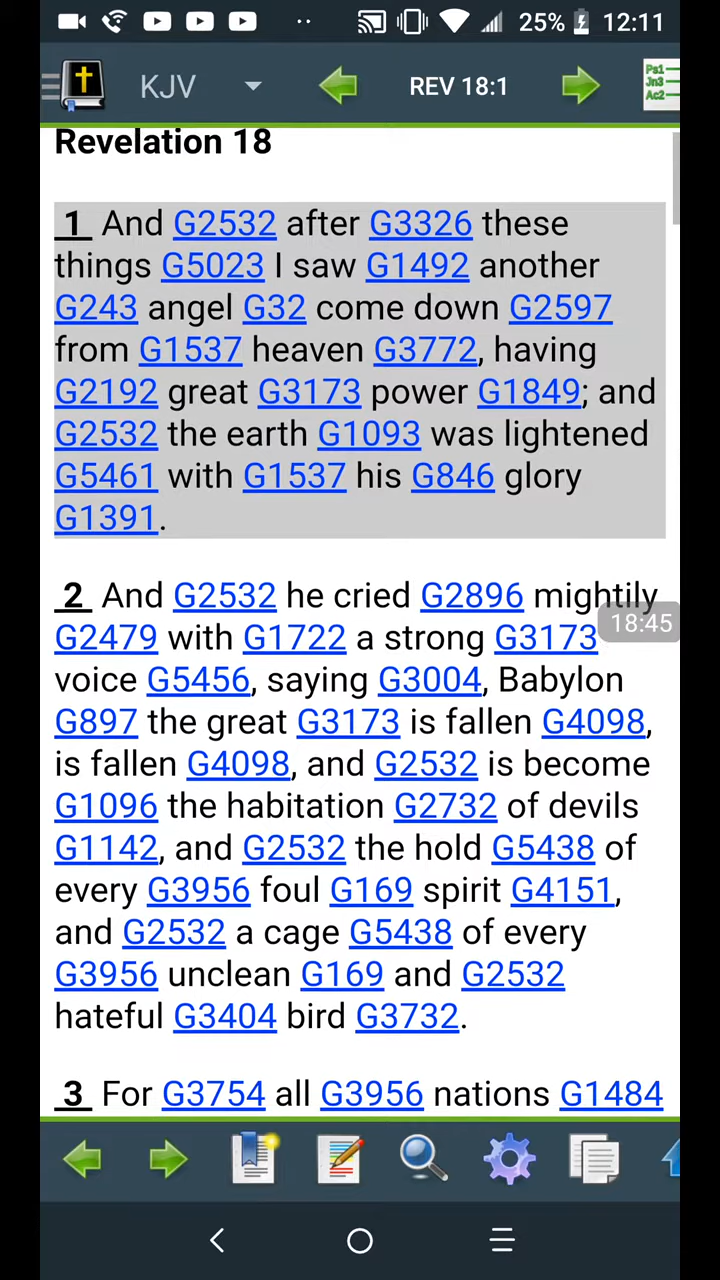 25% 12:11
KJV REV 18:1 Ps1 Jn3 Ac2
Revelation 18
1 And G2532 after G3326 these
things G5023 I saw G1492 another
G243 angel G32 come down G2597
from G1537 heaven G3772, having
G2192 great G3173 power G1849; and
G2532 the earth G1093 was lightened
G5461 with G1537 his G846 glory
G1391.
2 And G2532 he cried G2896 mightily
18:45
G2479 with G1722 a strong G3173
voice G5456, saying G3004, Babylon
G897 the great G3173 is fallen G4098,
is fallen G4098, and G2532 is become
G1096 the habitation G2732 of devils
G1142, and G2532 the hold G5438 of
every G3956 foul G169 spirit G4151,
and G2532 a cage G5438 of every
G3956 unclean G169 and G2532
hateful G3404 bird G3732.
3 For G3754 all G3956 nations G1484